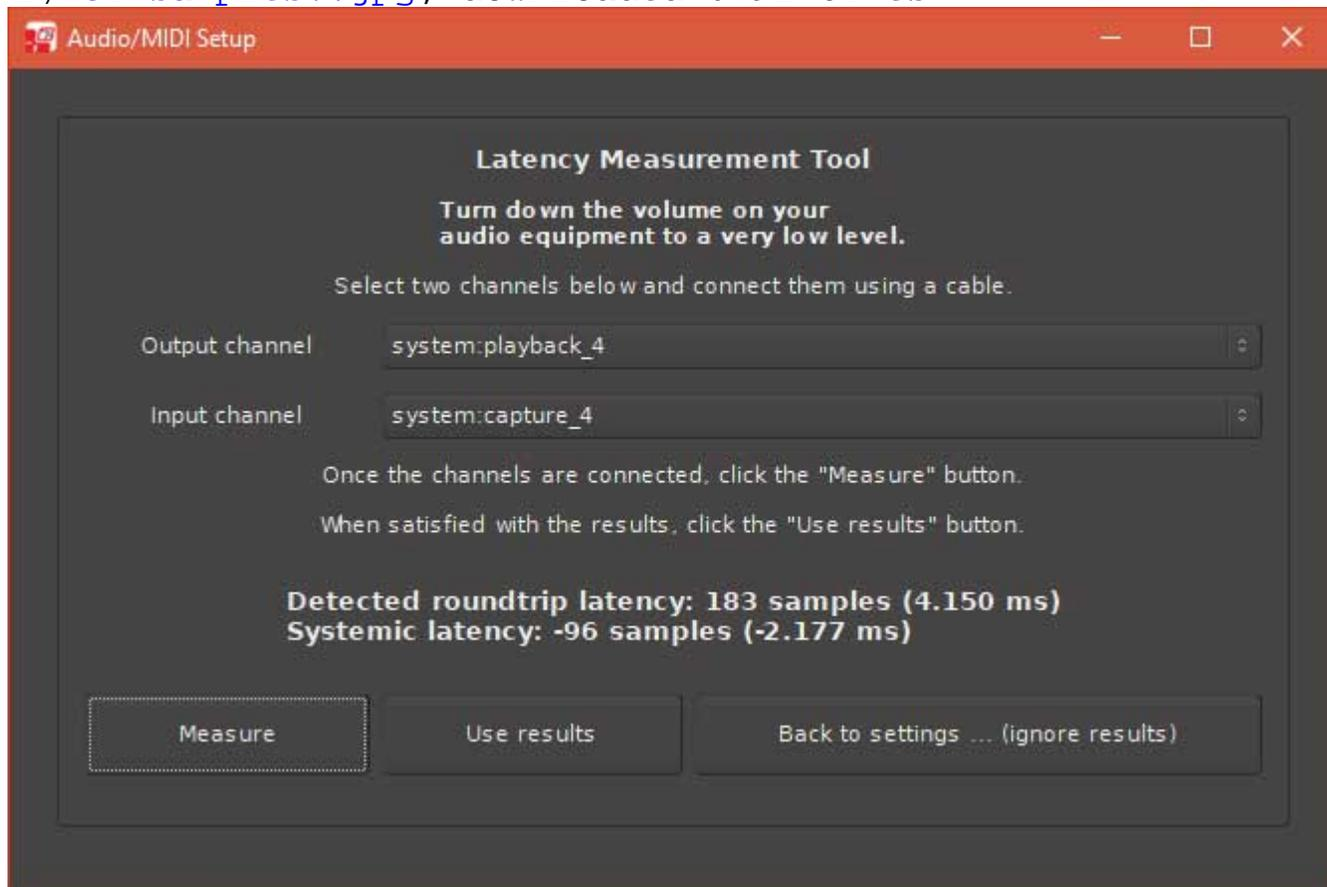 Audio/MIDI Setup
Latency Measurement Tool
Turn down the volume on your
audio equipment to a very low level.
Select two channels below and connect them using a cable.
Output channel system:playback_4
Input channel system:capture_4
Once the channels are connected, click the "Measure" button.
When satisfied with the results, click the "Use results" button.
Detected roundtrip latency: 183 samples (4.150 ms)
Systemic latency: -96 samples (-2.177 ms)
Measure Use results Back to settings ... (ignore results)